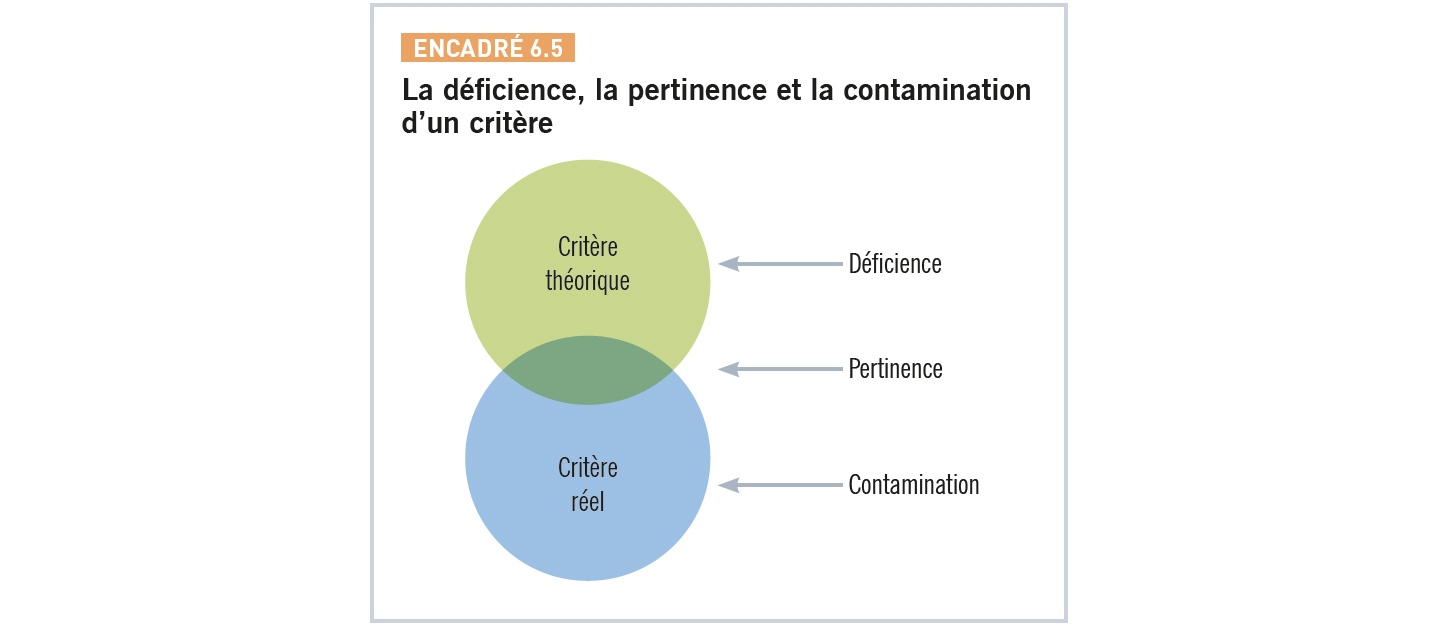 ENCADRÉ 6.5
La déficience, la pertinence et la contamination
d’un critère
Critère
théorique
Déficience
Pertinence
Critère
réel
Contamination